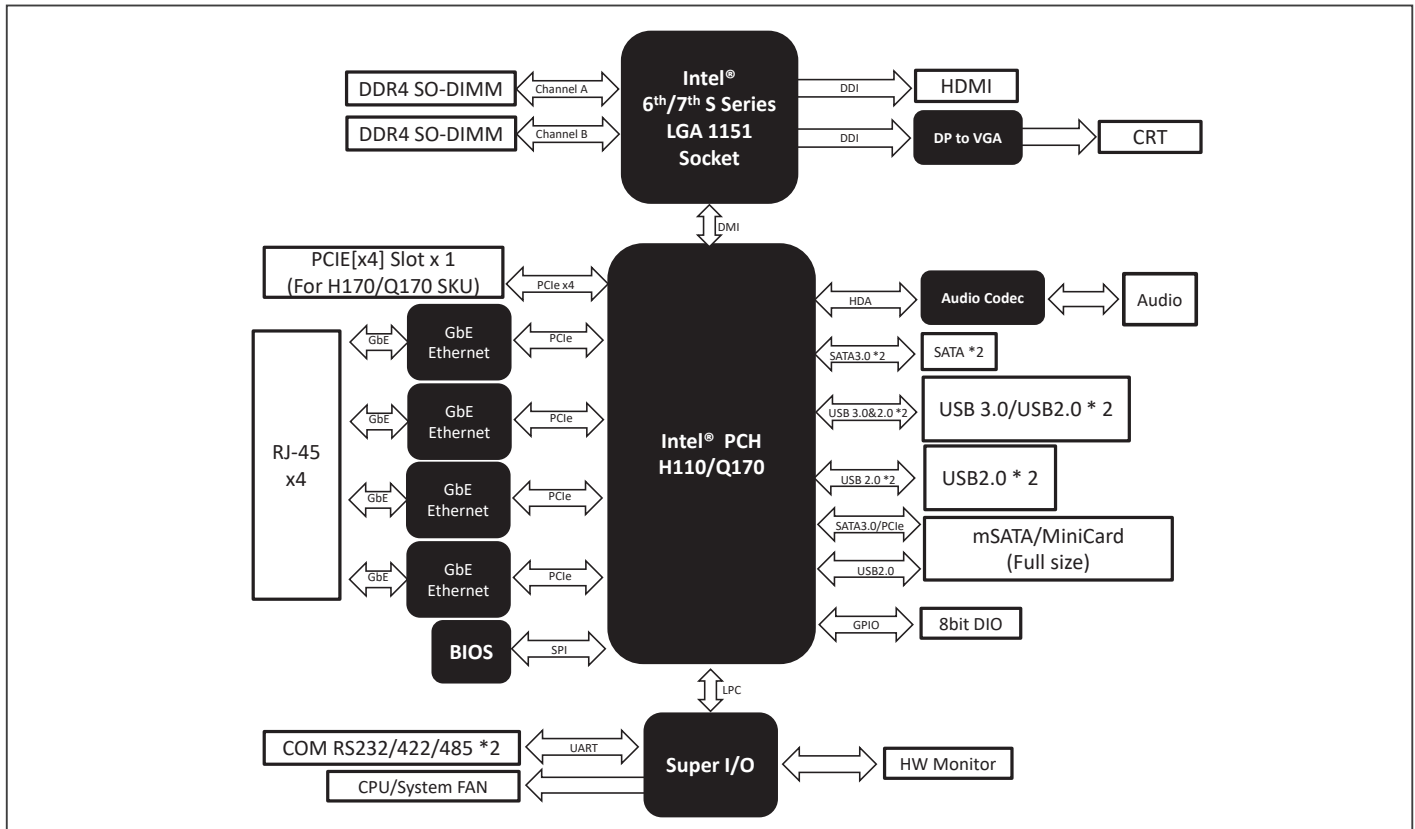 Intel®
6th/7th S Series
LGA 1151
Socket
DDR4 SO-DIMM
Channel A
DDR4 SO-DIMM
Channel B
DDI
HDMI
DDI
DP to VGA
CRT
DMI
PCIE[x4] Slot x 1
(For H170/Q170 SKU)
PCIe x4
Intel® PCH
H110/Q170
RJ-45
x4
GbE
GbE
Ethernet
PCIe
GbE
GbE
Ethernet
PCIe
GbE
GbE
Ethernet
PCIe
GbE
GbE
Ethernet
PCIe
BIOS
SPI
HDA
Audio Codec
Audio
SATA3.0 *2
SATA *2
USB 3.0&2.0 *2
USB 3.0/USB2.0 * 2
USB 2.0 *2
USB2.0 * 2
SATA3.0/PCIe
mSATA/MiniCard
(Full size)
USB2.0
GPIO
8bit DIO
LPC
COM RS232/422/485 *2
UART
Super I/O
CPU/System FAN
HW Monitor